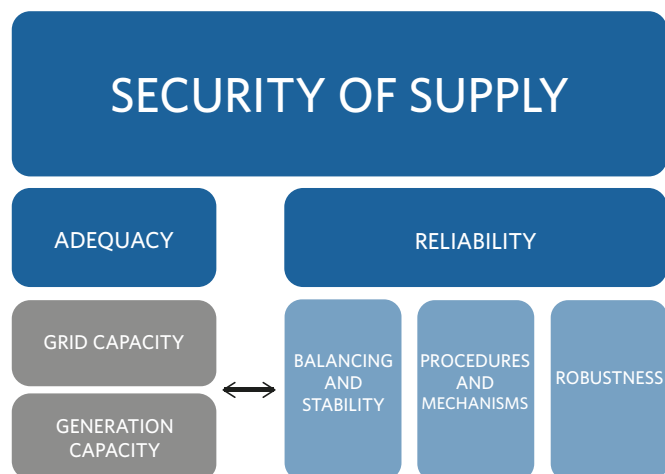 SECURITY OF SUPPLY
ADEQUACY
RELIABILITY
GRID CAPACITY
GENERATION
CAPACITY
BALANCING
AND
STABILITY
PROCEDURES
AND
MECHANISMS
ROBUSTNESS